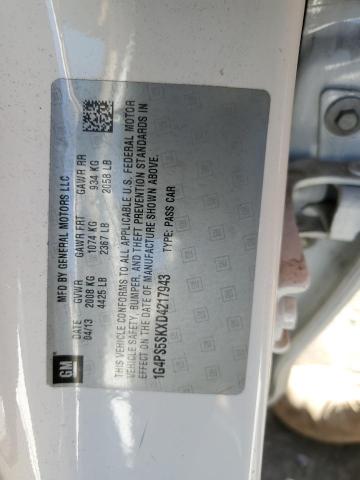 MFD BY GENERAL MOTORS LLC
DATE GVWR GAWR FRT GAWR RR
04/13 2008 KG 1074 KG 934 KG
4425 LB 2367 LB 2058 LB
THIS VEHICLE CONFORMS TO ALL APPLICABLE U.S. FEDERAL MOTOR
VEHICLE SAFETY, BUMPER, AND THEFT PREVENTION STANDARDS IN
EFFECT ON THE DATE OF MANUFACTURE SHOWN ABOVE.
1G4PS5SKXD4217943 TYPE: PASS CAR
GM